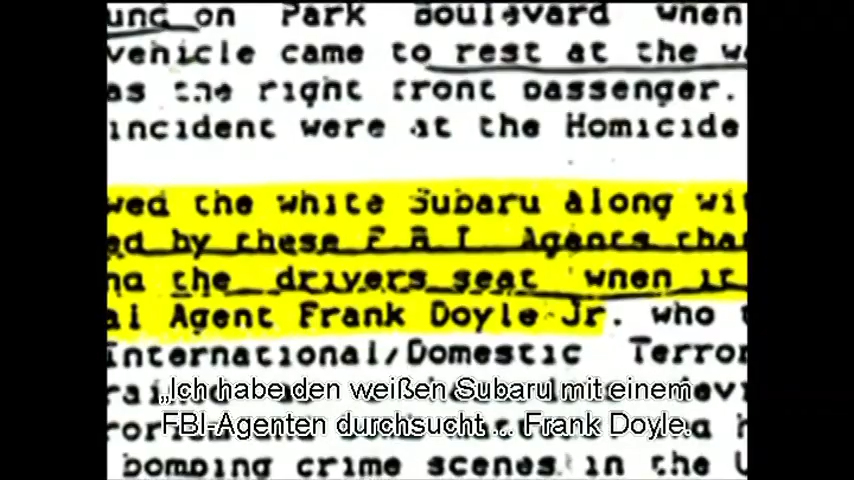 und on Park Boulevard when
vehicle came to rest at the w
as the right front passenger.
incident were at the Homicide
wed the white Subaru along wit
ed by these F B I Agents tha
the drivers seat when it
al Agent Frank Doyle Jr. who
International/Domestic Terror
„Ich habe den weißen Subaru mit einem
FBI-Agenten durchsucht ... Frank Doyle.
bombing crime scenes in the U